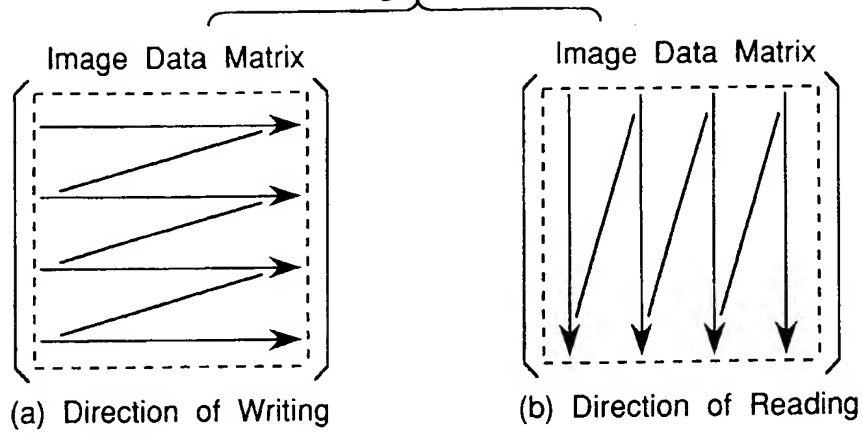 Image Data Matrix
(a) Direction of Writing
Image Data Matrix
(b) Direction of Reading